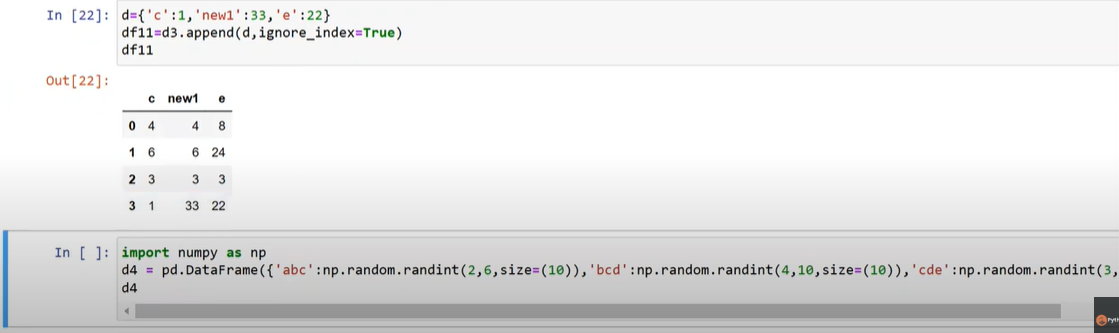 In [22]: d={'c':1,'new1':33,'e':22}
df11=d3.append(d,ignore_index=True)
df11
Out[22]:
c new1 e
0 4 4 8
1 6 6 24
2 3 3 3
3 1 33 22
In [ ]: import numpy as np
d4 = pd.DataFrame({'abc':np.random.randint(2,6,size=(10)),'bcd':np.random.randint(4,10,size=(10)),'cde':np.random.randint(3,
d4